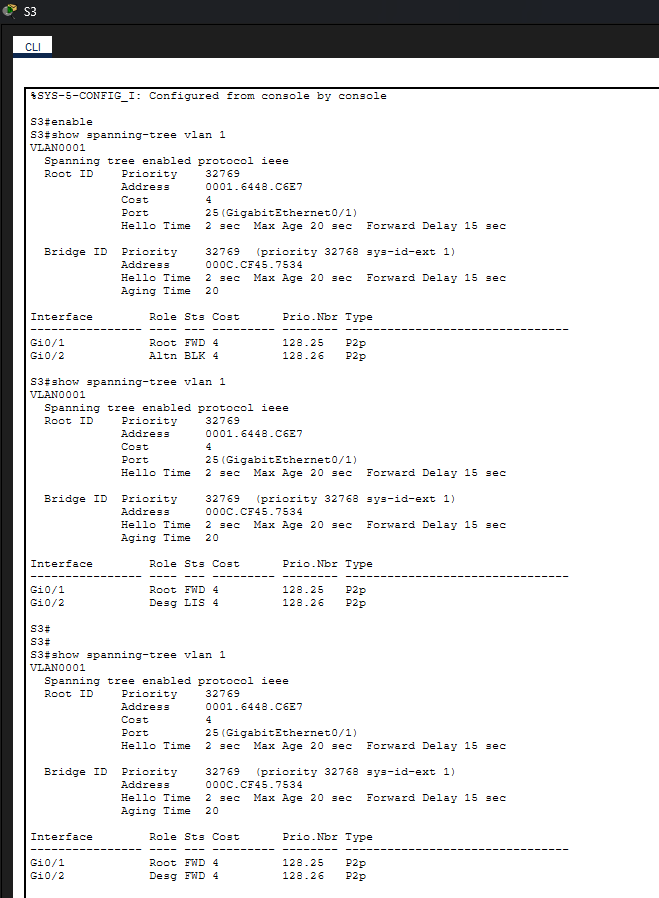 S3
CLI
%SYS-5-CONFIG_I: Configured from console by console
S3#enable
S3#show spanning-tree vlan 1
VLAN0001
  Spanning tree enabled protocol ieee
  Root ID    Priority    32769
             Address     0001.6448.C6E7
             Cost        4
             Port        25(GigabitEthernet0/1)
             Hello Time  2 sec  Max Age 20 sec  Forward Delay 15 sec
  Bridge ID  Priority    32769  (priority 32768 sys-id-ext 1)
             Address     000C.CF45.7534
             Hello Time  2 sec  Max Age 20 sec  Forward Delay 15 sec
             Aging Time  20
Interface        Role Sts Cost      Prio.Nbr Type
---------------- ---- --- --------- -------- --------------------------------
Gi0/1            Root FWD 4         128.25   P2p
Gi0/2            Altn BLK 4         128.26   P2p
S3#show spanning-tree vlan 1
VLAN0001
  Spanning tree enabled protocol ieee
  Root ID    Priority    32769
             Address     0001.6448.C6E7
             Cost        4
             Port        25(GigabitEthernet0/1)
             Hello Time  2 sec  Max Age 20 sec  Forward Delay 15 sec
  Bridge ID  Priority    32769  (priority 32768 sys-id-ext 1)
             Address     000C.CF45.7534
             Hello Time  2 sec  Max Age 20 sec  Forward Delay 15 sec
             Aging Time  20
Interface        Role Sts Cost      Prio.Nbr Type
---------------- ---- --- --------- -------- --------------------------------
Gi0/1            Root FWD 4         128.25   P2p
Gi0/2            Desg LIS 4         128.26   P2p
S3#
S3#
S3#show spanning-tree vlan 1
VLAN0001
  Spanning tree enabled protocol ieee
  Root ID    Priority    32769
             Address     0001.6448.C6E7
             Cost        4
             Port        25(GigabitEthernet0/1)
             Hello Time  2 sec  Max Age 20 sec  Forward Delay 15 sec
  Bridge ID  Priority    32769  (priority 32768 sys-id-ext 1)
             Address     000C.CF45.7534
             Hello Time  2 sec  Max Age 20 sec  Forward Delay 15 sec
             Aging Time  20
Interface        Role Sts Cost      Prio.Nbr Type
---------------- ---- --- --------- -------- --------------------------------
Gi0/1            Root FWD 4         128.25   P2p
Gi0/2            Desg FWD 4         128.26   P2p